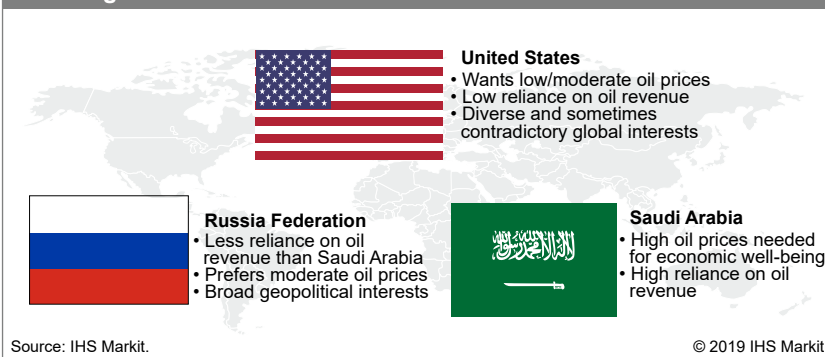 United States
• Wants low/moderate oil prices
• Low reliance on oil revenue
• Diverse and sometimes
contradictory global interests
Russia Federation
• Less reliance on oil
revenue than Saudi Arabia
• Prefers moderate oil prices
• Broad geopolitical interests
لا إله إلا الله محمد رسول الله
Saudi Arabia
• High oil prices needed
for economic well-being
• High reliance on oil
revenue
Source: IHS Markit.
© 2019 IHS Markit